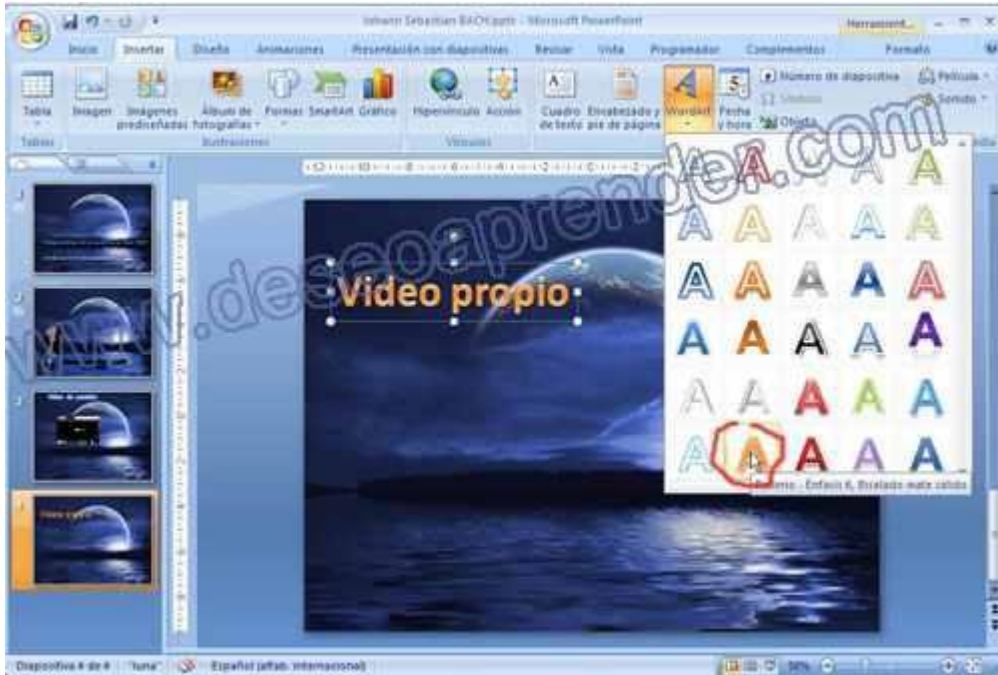 Johann Sebastian BACH.pptx - Microsoft PowerPoint
Herramient...
Inicio Insertar Diseño Animaciones Presentación con diapositivas Revisar Vista Programador Complementos Formato
Tabla
Imagen
Imágenes prediseñadas
Álbum de fotografías
Formas SmartArt Gráfico
Hipervínculo Acción
Cuadro de texto
Encabezado y pie de página
WordArt
Fecha y hora
Número de diapositiva
Símbolo
Objeto
Película
Sonido
Tablas Ilustraciones Vínculos
www.deseoaprender.com
Video propio
Énfasis 6, Biselado mate cálido
Diapositiva 4 de 4 "luna" Español (alfab. internacional) 50%